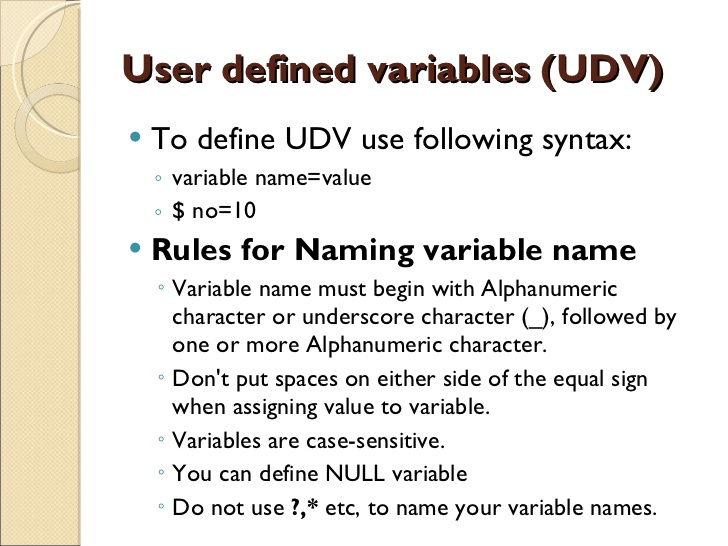 User defined variables (UDV)
• To define UDV use following syntax:
◦ variable name=value
◦ $ no=10
• Rules for Naming variable name
◦ Variable name must begin with Alphanumeric
character or underscore character (_), followed by
one or more Alphanumeric character.
◦ Don't put spaces on either side of the equal sign
when assigning value to variable.
◦ Variables are case-sensitive.
◦ You can define NULL variable
◦ Do not use ?,* etc, to name your variable names.